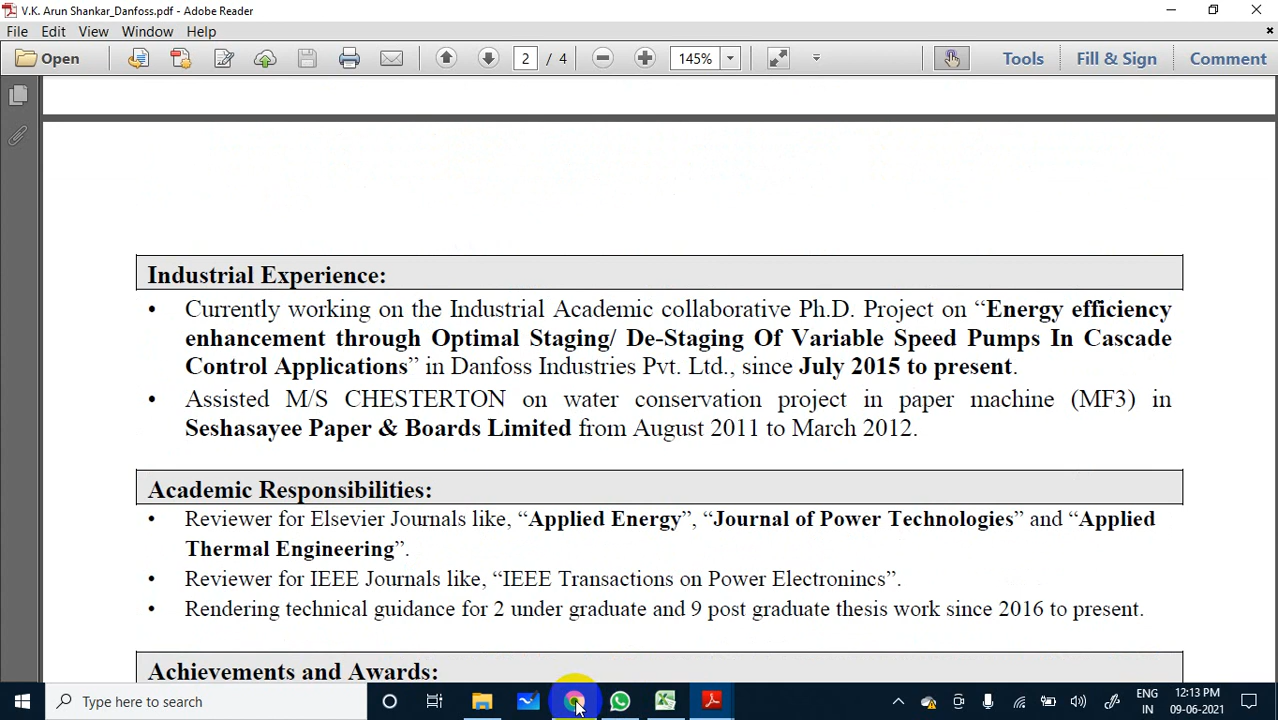 V.K. Arun Shankar_Danfoss.pdf - Adobe Reader
File Edit View Window Help
Open 2 / 4 145% Tools Fill & Sign Comment
Industrial Experience:
• Currently working on the Industrial Academic collaborative Ph.D. Project on “Energy efficiency
enhancement through Optimal Staging/ De-Staging Of Variable Speed Pumps In Cascade
Control Applications” in Danfoss Industries Pvt. Ltd., since July 2015 to present.
• Assisted M/S CHESTERTON on water conservation project in paper machine (MF3) in
Seshasayee Paper & Boards Limited from August 2011 to March 2012.
Academic Responsibilities:
• Reviewer for Elsevier Journals like, “Applied Energy”, “Journal of Power Technologies” and “Applied
Thermal Engineering”.
• Reviewer for IEEE Journals like, “IEEE Transactions on Power Electronincs”.
• Rendering technical guidance for 2 under graduate and 9 post graduate thesis work since 2016 to present.
Achievements and Awards:
Type here to search
ENG
IN
12:13 PM
09-06-2021